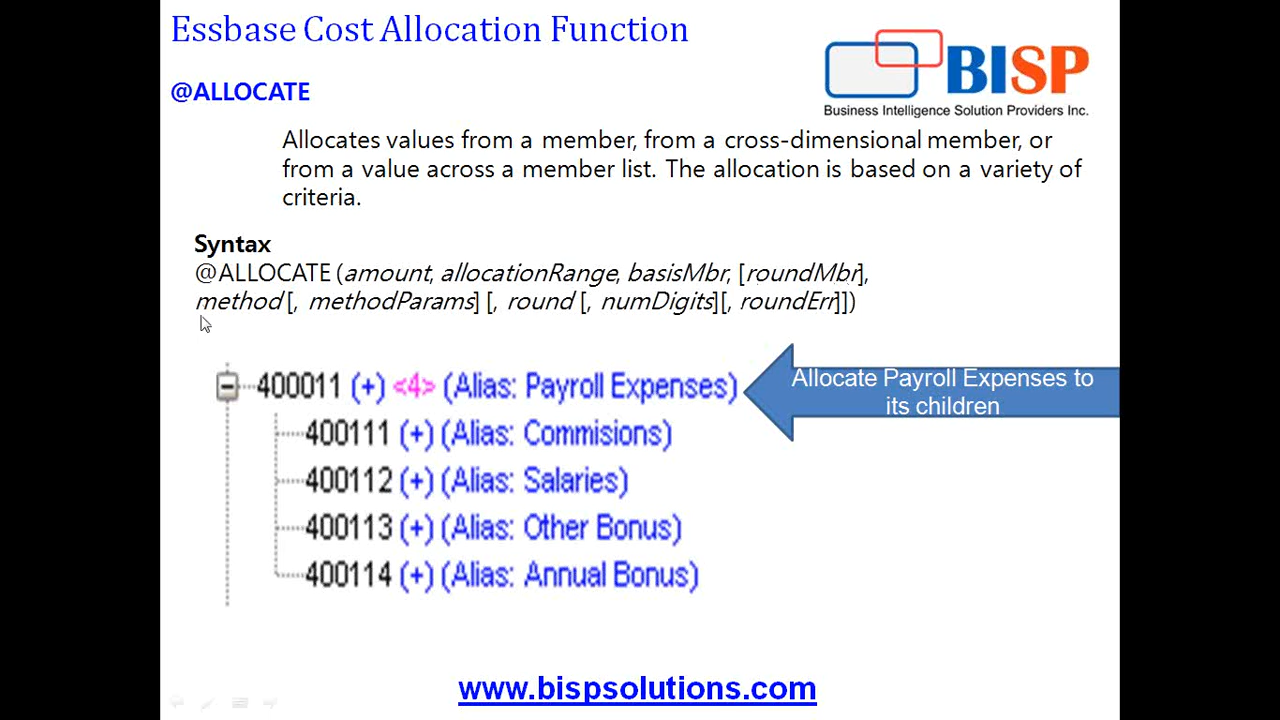 Essbase Cost Allocation Function
BISP
Business Intelligence Solution Providers Inc.
@ALLOCATE
Allocates values from a member, from a cross-dimensional member, or
from a value across a member list. The allocation is based on a variety of
criteria.
Syntax
@ALLOCATE (amount, allocationRange, basisMbr, [roundMbr],
method [, methodParams] [, round [, numDigits][, roundErr]])
400011 (+) <4> (Alias: Payroll Expenses)
Allocate Payroll Expenses to
its children
400111 (+) (Alias: Commisions)
400112 (+) (Alias: Salaries)
400113 (+) (Alias: Other Bonus)
400114 (+) (Alias: Annual Bonus)
www.bispsolutions.com